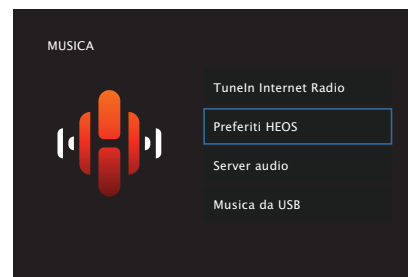 MUSICA
TuneIn Internet Radio
Preferiti HEOS
Server audio
Musica da USB